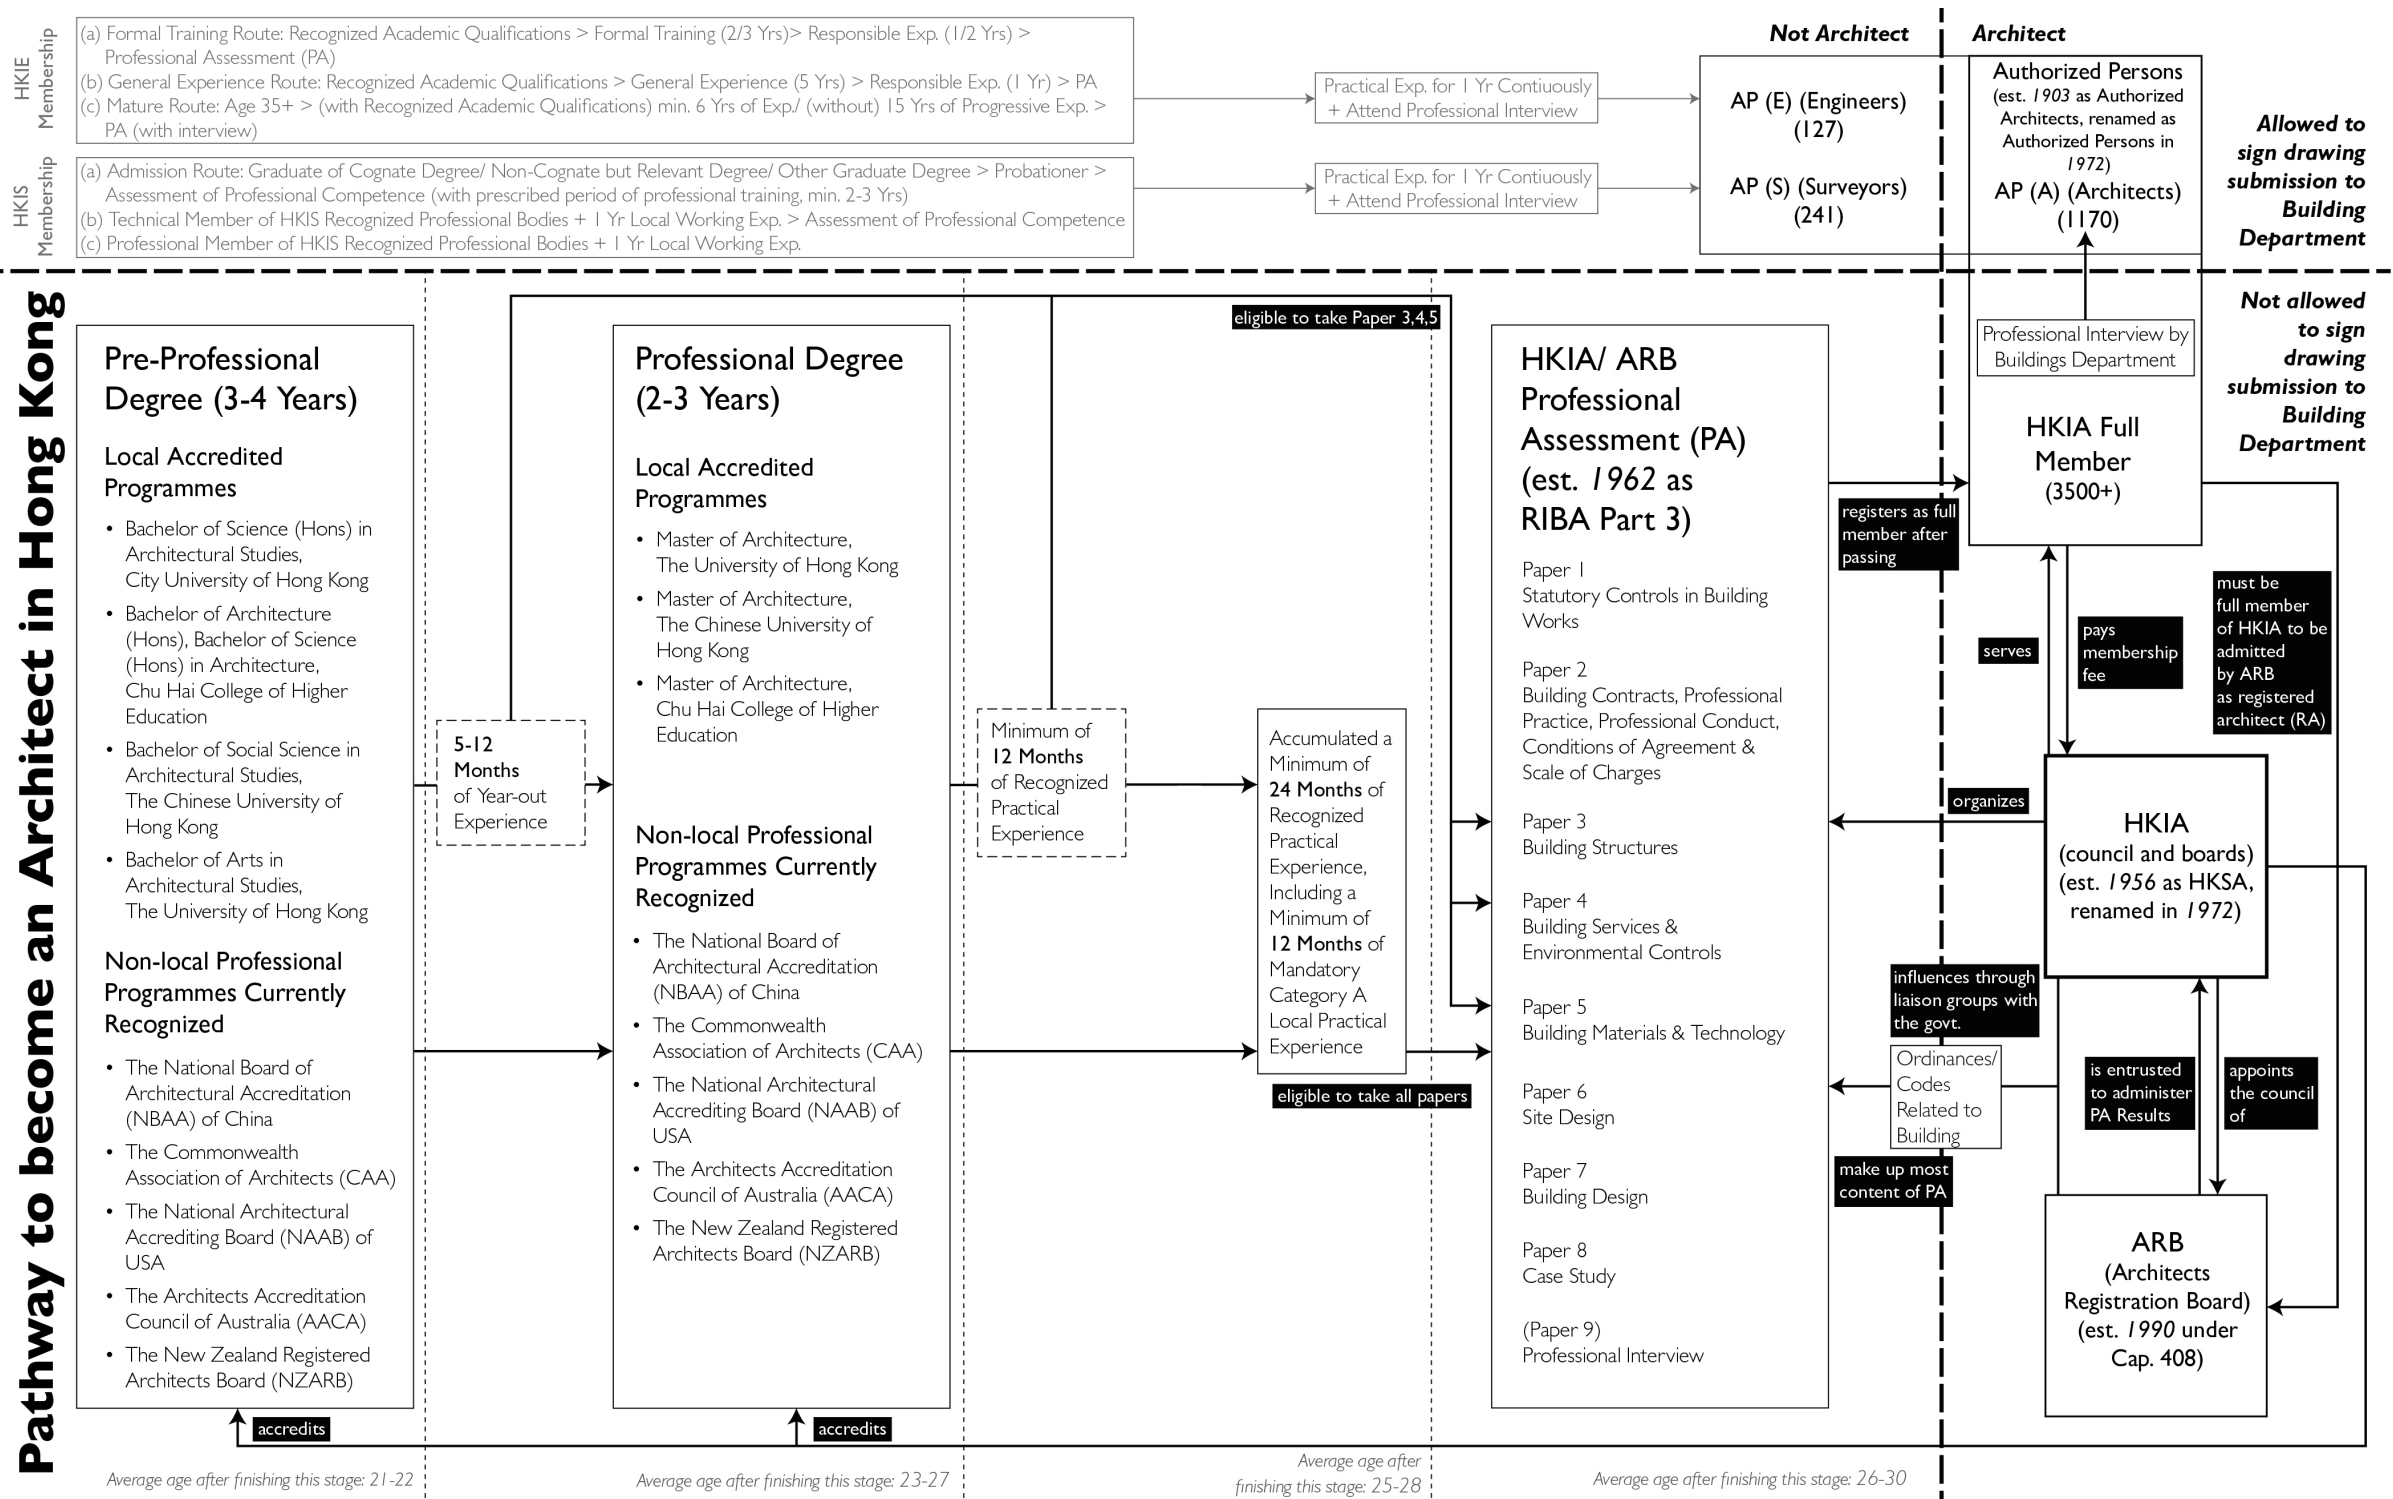 Pathway to become an Architect in Hong Kong
HKIE
Membership
(a) Formal Training Route: Recognized Academic Qualifications > Formal Training (2/3 Yrs)> Responsible Exp. (1/2 Yrs) >
Professional Assessment (PA)
(b) General Experience Route: Recognized Academic Qualifications > General Experience (5 Yrs) > Responsible Exp. (1 Yr) > PA
(c) Mature Route: Age 35+ > (with Recognized Academic Qualifications) min. 6 Yrs of Exp./ (without) 15 Yrs of Progressive Exp. >
PA (with interview)
Practical Exp. for 1 Yr Contiuously
+ Attend Professional Interview
HKIS
Membership
(a) Admission Route: Graduate of Cognate Degree/ Non-Cognate but Relevant Degree/ Other Graduate Degree > Probationer >
Assessment of Professional Competence (with prescribed period of professional training, min. 2-3 Yrs)
(b) Technical Member of HKIS Recognized Professional Bodies + 1 Yr Local Working Exp. > Assessment of Professional Competence
(c) Professional Member of HKIS Recognized Professional Bodies + 1 Yr Local Working Exp.
Practical Exp. for 1 Yr Contiuously
+ Attend Professional Interview
Not Architect
AP (E) (Engineers)
(127)
AP (S) (Surveyors)
(241)
Architect
Authorized Persons
(est. 1903 as Authorized
Architects, renamed as
Authorized Persons in
1972)
AP (A) (Architects)
(1170)
Allowed to
sign drawing
submission to
Building
Department
Not allowed
to sign
drawing
submission to
Building
Department
Pre-Professional
Degree (3-4 Years)
Local Accredited
Programmes
• Bachelor of Science (Hons) in
Architectural Studies,
City University of Hong Kong
• Bachelor of Architecture
(Hons), Bachelor of Science
(Hons) in Architecture,
Chu Hai College of Higher
Education
• Bachelor of Social Science in
Architectural Studies,
The Chinese University of
Hong Kong
• Bachelor of Arts in
Architectural Studies,
The University of Hong Kong
Non-local Professional
Programmes Currently
Recognized
• The National Board of
Architectural Accreditation
(NBAA) of China
• The Commonwealth
Association of Architects (CAA)
• The National Architectural
Accrediting Board (NAAB) of
USA
• The Architects Accreditation
Council of Australia (AACA)
• The New Zealand Registered
Architects Board (NZARB)
accredits
Average age after finishing this stage: 21-22
5-12
Months
of Year-out
Experience
Professional Degree
(2-3 Years)
Local Accredited
Programmes
• Master of Architecture,
The University of Hong Kong
• Master of Architecture,
The Chinese University of
Hong Kong
• Master of Architecture,
Chu Hai College of Higher
Education
Non-local Professional
Programmes Currently
Recognized
• The National Board of
Architectural Accreditation
(NBAA) of China
• The Commonwealth
Association of Architects (CAA)
• The National Architectural
Accrediting Board (NAAB) of
USA
• The Architects Accreditation
Council of Australia (AACA)
• The New Zealand Registered
Architects Board (NZARB)
accredits
Average age after finishing this stage: 23-27
Minimum of
12 Months
of Recognized
Practical
Experience
eligible to take Paper 3,4,5
Accumulated a
Minimum of
24 Months of
Recognized
Practical
Experience,
Including a
Minimum of
12 Months of
Mandatory
Category A
Local Practical
Experience
eligible to take all papers
Average age after
finishing this stage: 25-28
HKIA/ ARB
Professional
Assessment (PA)
(est. 1962 as
RIBA Part 3)
Paper 1
Statutory Controls in Building
Works
Paper 2
Building Contracts, Professional
Practice, Professional Conduct,
Conditions of Agreement &
Scale of Charges
Paper 3
Building Structures
Paper 4
Building Services &
Environmental Controls
Paper 5
Building Materials & Technology
Paper 6
Site Design
Paper 7
Building Design
Paper 8
Case Study
(Paper 9)
Professional Interview
Average age after finishing this stage: 26-30
registers as full
member after
passing
Professional Interview by
Buildings Department
HKIA Full
Member
(3500+)
serves
pays
membership
fee
must be
full member
of HKIA to be
admitted
by ARB
as registered
architect (RA)
organizes
HKIA
(council and boards)
(est. 1956 as HKSA,
renamed in 1972)
influences through
liaison groups with
the govt.
Ordinances/
Codes
Related to
Building
make up most
content of PA
is entrusted
to administer
PA Results
appoints
the council
of
ARB
(Architects
Registration Board)
(est. 1990 under
Cap. 408)